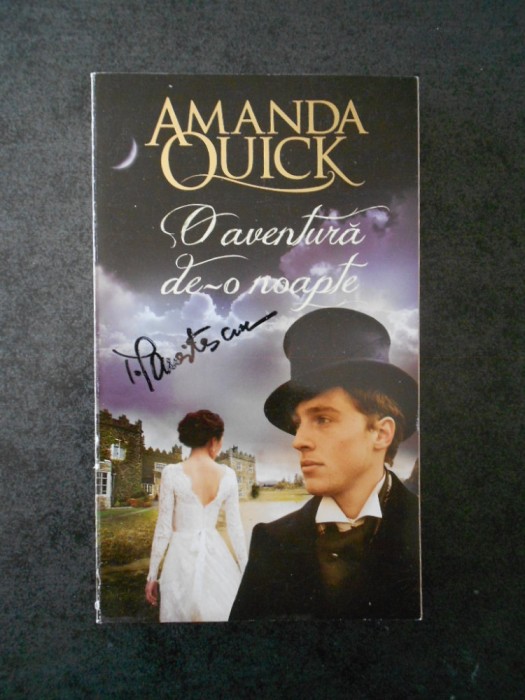 AMANDA
QUICK
O aventură
de~o noapte